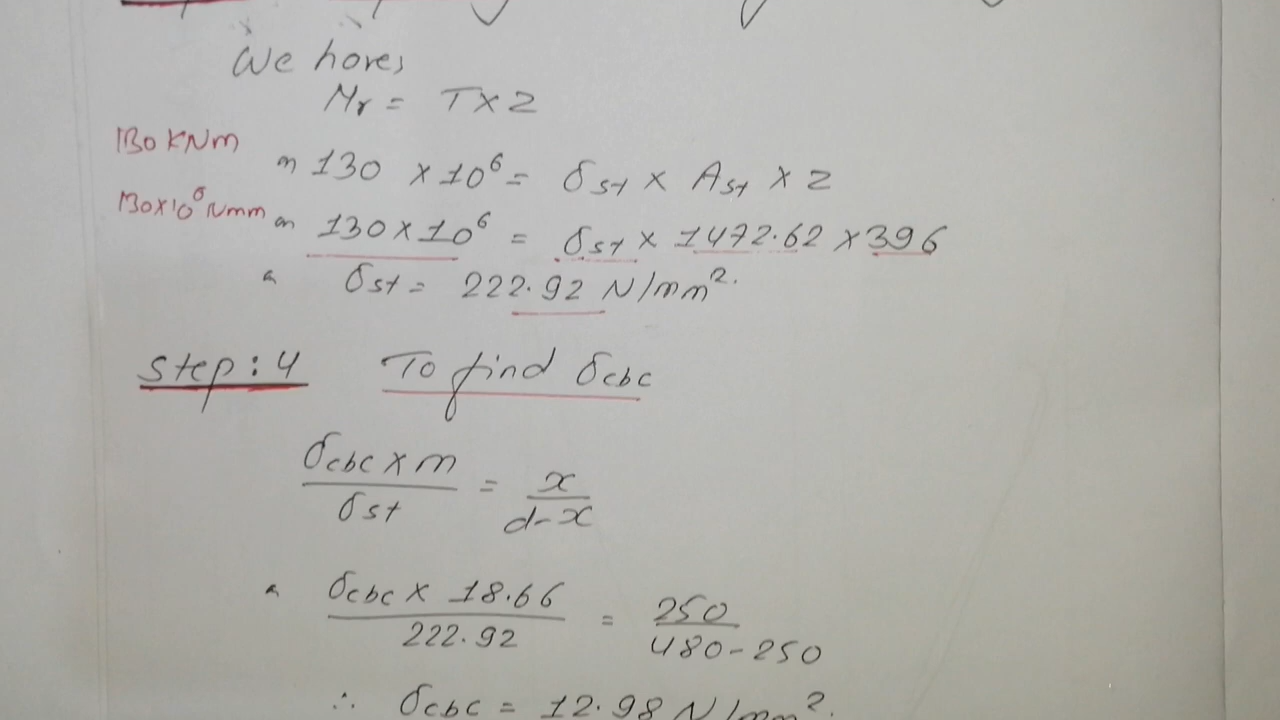 We have,
Mr = T x z
130 KNm
or 130 x 10⁶ = σst x Ast x z
130x10⁶ Nmm
or 130 x 10⁶ = σst x 1472.62 x 396
σst = 222.92 N/mm².
Step: 4 To find σcbc
σcbc x m / σst = x / d-x
σcbc x 18.66 / 222.92 = 250 / 480-250
∴ σcbc = 12.98 N/mm².